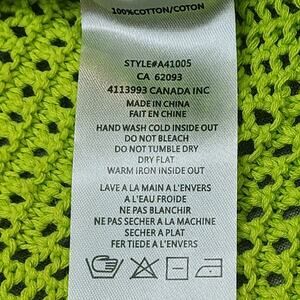 100%COTTON/COTON
STYLE#A41005
CA 62093
4113993 CANADA INC
MADE IN CHINA
FAIT EN CHINE
HAND WASH COLD INSIDE OUT
DO NOT BLEACH
DO NOT TUMBLE DRY
DRY FLAT
WARM IRON INSIDE OUT
LAVE A LA MAIN A L'ENVERS
A L'EAU FROIDE
NE PAS BLANCHIR
NE PAS SECHER A LA MACHINE
SECHER A PLAT
FER TIEDE A L'ENVERS